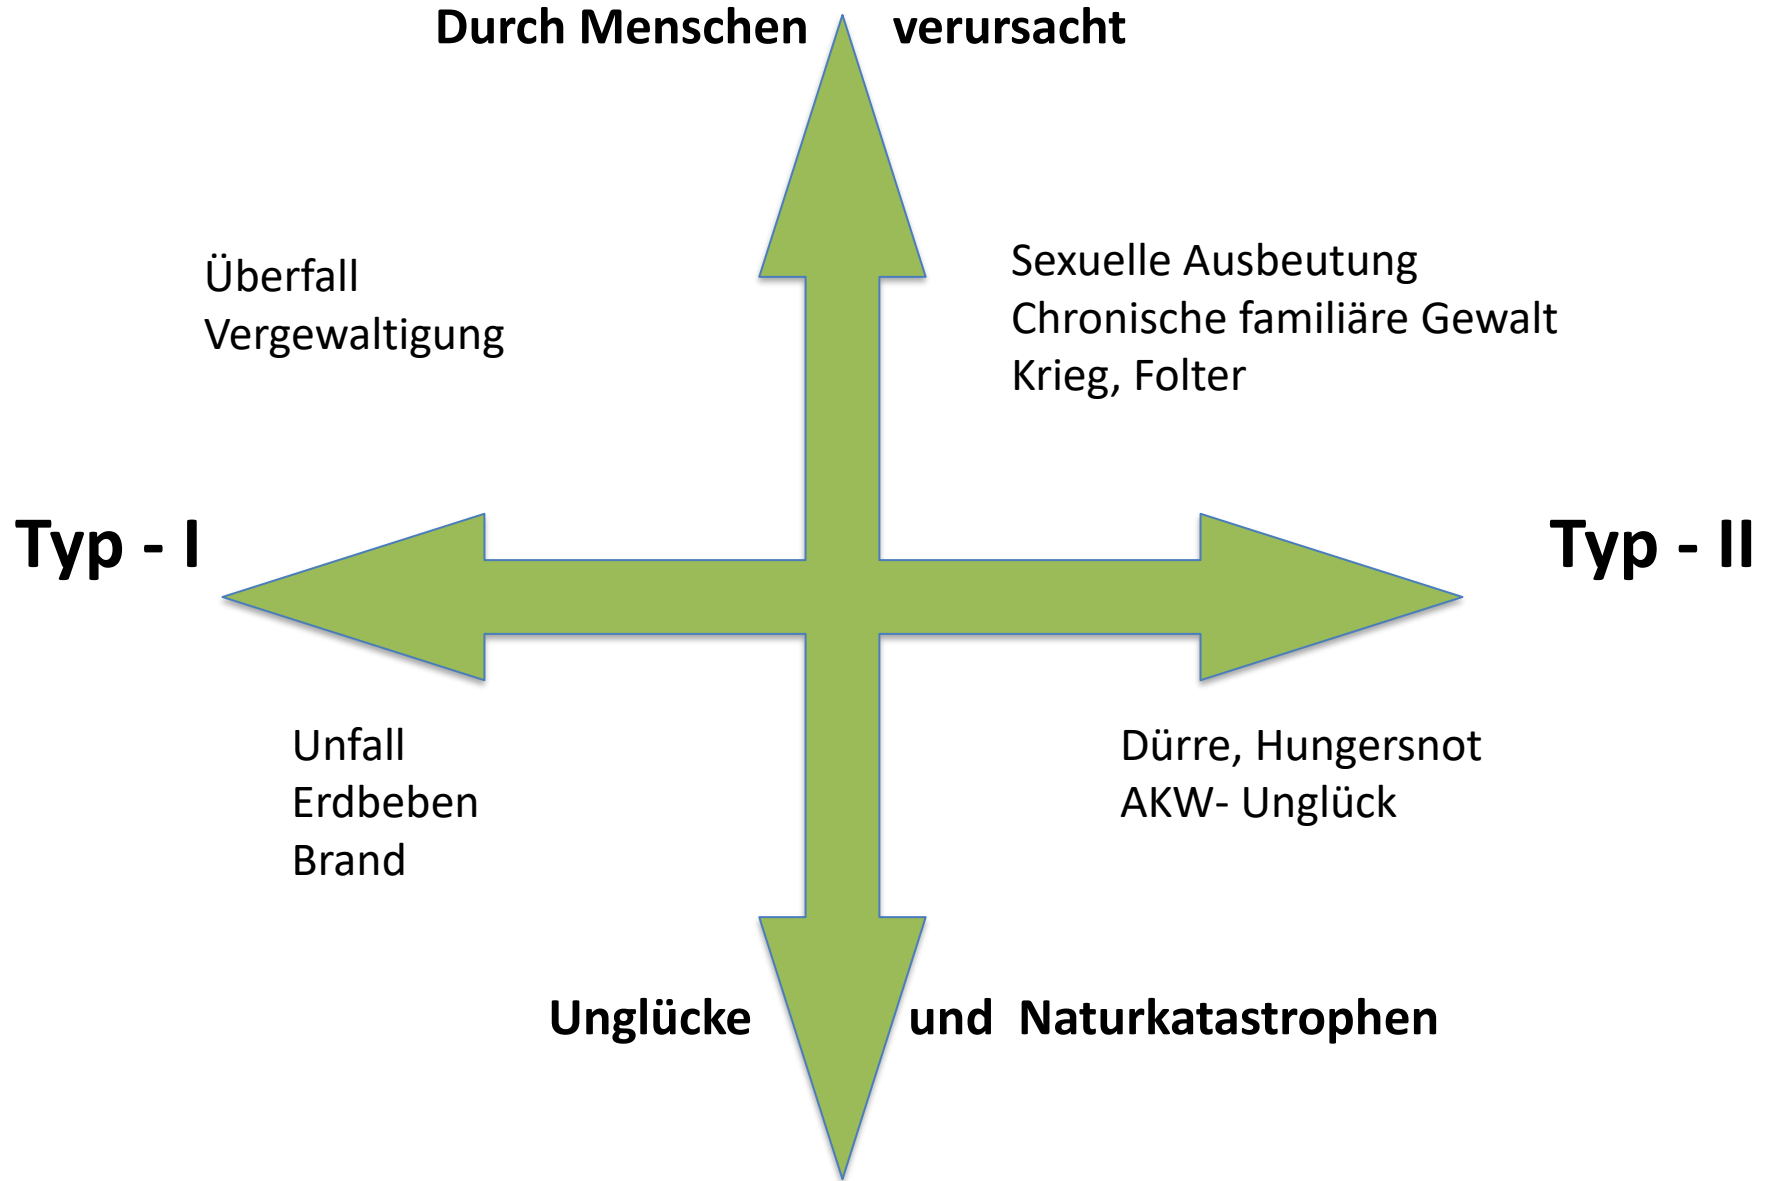 Durch Menschen verursacht
Überfall
Vergewaltigung
Sexuelle Ausbeutung
Chronische familiäre Gewalt
Krieg, Folter
Typ - I
Typ - II
Unfall
Erdbeben
Brand
Dürre, Hungersnot
AKW- Unglück
Unglücke und Naturkatastrophen